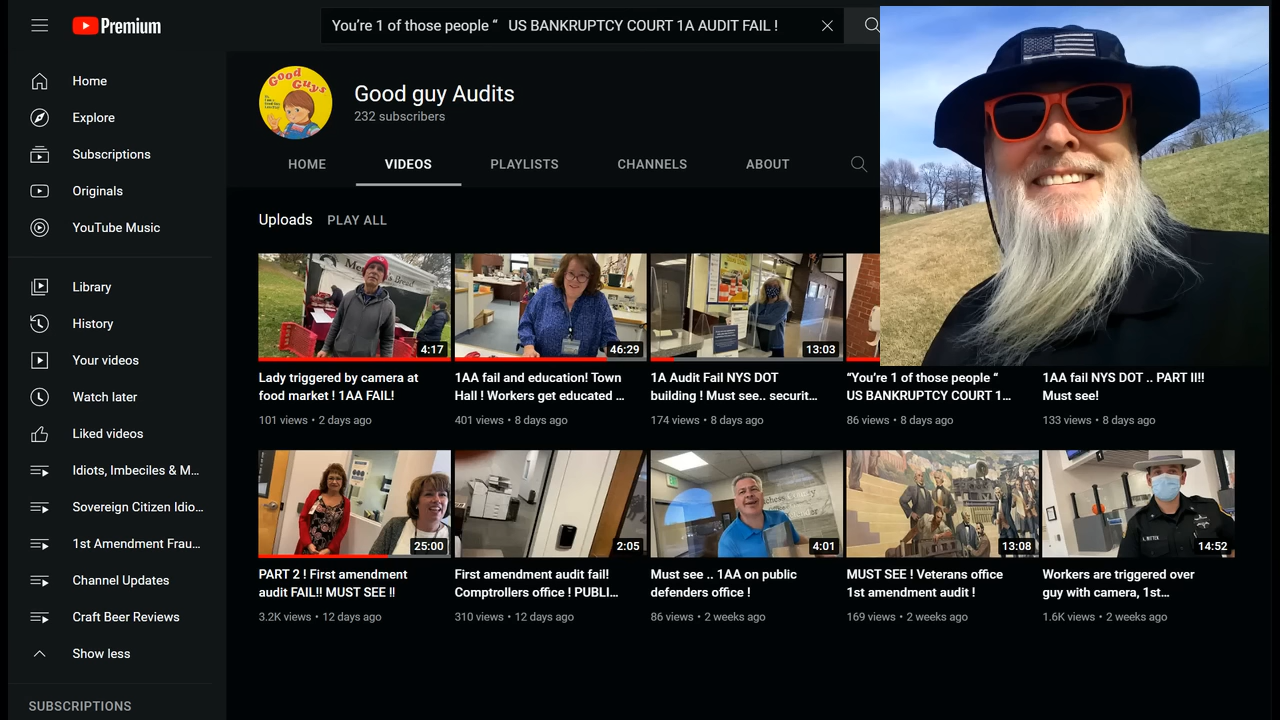 Premium
You're 1 of those people “ US BANKRUPTCY COURT 1A AUDIT FAIL !
Home
Explore
Subscriptions
Originals
YouTube Music
Library
History
Your videos
Watch later
Liked videos
Idiots, Imbeciles & M...
Sovereign Citizen Idio...
1st Amendment Frau...
Channel Updates
Craft Beer Reviews
Show less
SUBSCRIPTIONS
Good
Guys
Good guy Audits
232 subscribers
HOME VIDEOS PLAYLISTS CHANNELS ABOUT
Uploads PLAY ALL
4:17
Lady triggered by camera at
food market ! 1AA FAIL!
101 views • 2 days ago
46:29
1AA fail and education! Town
Hall ! Workers get educated ...
401 views • 8 days ago
13:03
1A Audit Fail NYS DOT
building ! Must see.. securit...
174 views • 8 days ago
“You're 1 of those people “
US BANKRUPTCY COURT 1...
86 views • 8 days ago
1AA fail NYS DOT .. PART II!!
Must see!
133 views • 8 days ago
25:00
PART 2 ! First amendment
audit FAIL!! MUST SEE !!
3.2K views • 12 days ago
2:05
First amendment audit fail!
Comptrollers office ! PUBLI...
310 views • 12 days ago
4:01
Must see .. 1AA on public
defenders office !
86 views • 2 weeks ago
13:08
MUST SEE ! Veterans office
1st amendment audit !
169 views • 2 weeks ago
14:52
Workers are triggered over
guy with camera, 1st...
1.6K views • 2 weeks ago